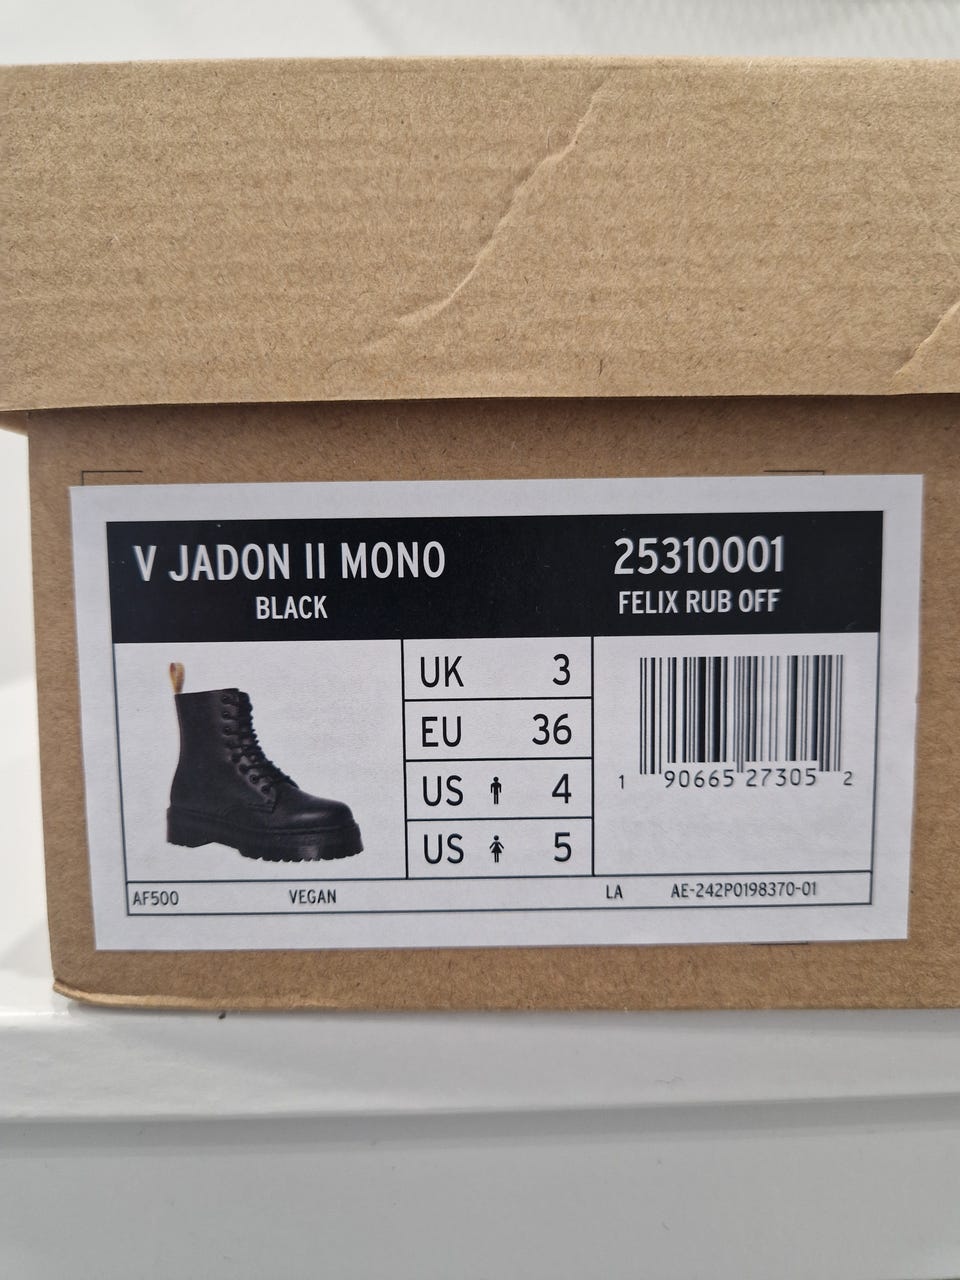 V JADON II MONO
BLACK
25310001
FELIX RUB OFF
UK 3
EU 36
US 4
US 5
1 90665 27305 2
AF500 VEGAN LA AE-242P0198370-01